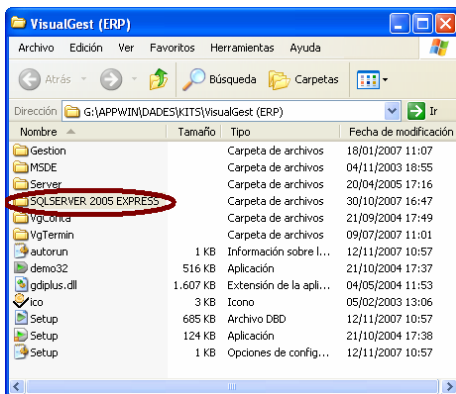 VisualGest (ERP)
Archivo Edición Ver Favoritos Herramientas Ayuda
Atrás Búsqueda Carpetas
Dirección G:\APPWIN\DADES\KITS\VisualGest (ERP) Ir
Nombre Tamaño Tipo Fecha de modificación
Gestion Carpeta de archivos 18/01/2007 11:07
MSDE Carpeta de archivos 04/11/2003 18:55
Server Carpeta de archivos 20/04/2005 17:16
SQLSERVER 2005 EXPRESS Carpeta de archivos 30/10/2007 16:47
VgConta Carpeta de archivos 21/09/2004 17:49
VgTermin Carpeta de archivos 09/07/2007 11:01
autorun 1 KB Información sobre l... 12/11/2007 10:57
demo32 516 KB Aplicación 21/10/2004 17:37
gdiplus.dll 1.607 KB Extensión de la apli... 04/05/2004 11:53
ico 3 KB Icono 05/02/2003 13:06
Setup 685 KB Archivo DBD 12/11/2007 10:57
Setup 124 KB Aplicación 21/10/2004 17:38
Setup 1 KB Opciones de config... 12/11/2007 10:57